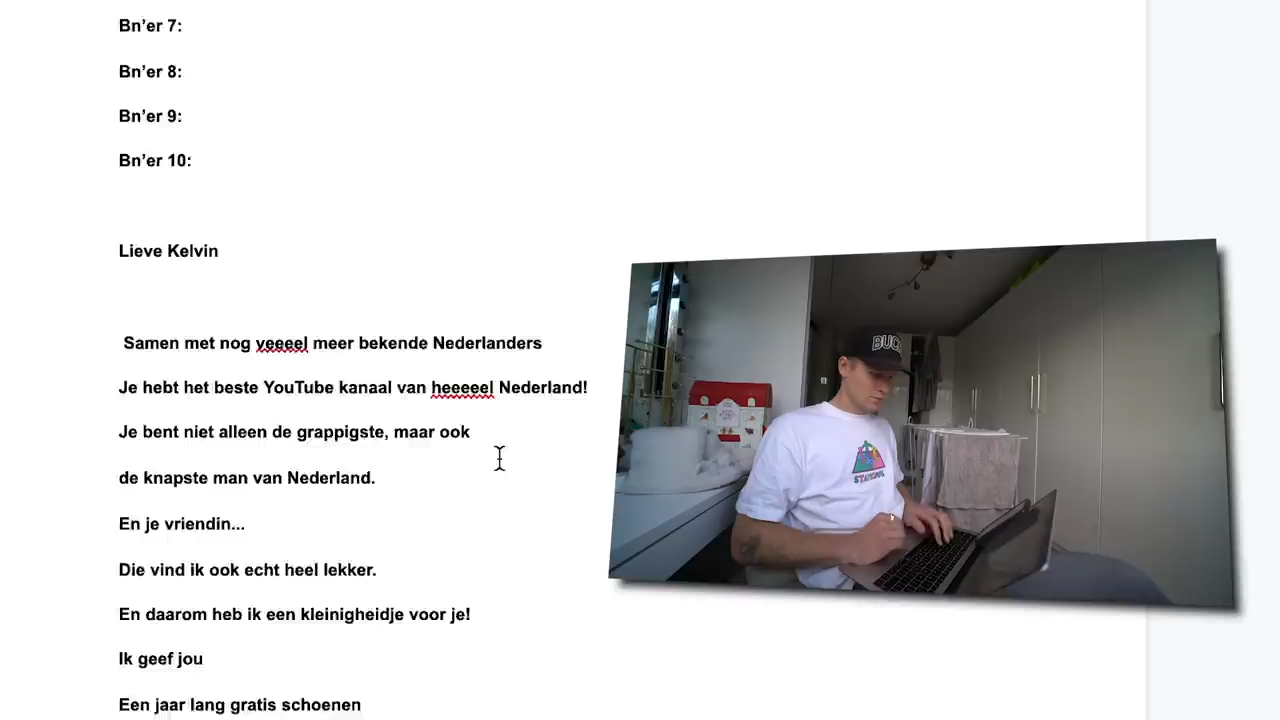 Bn’er 7:
Bn’er 8:
Bn’er 9:
Bn’er 10:
Lieve Kelvin
Samen met nog veeeel meer bekende Nederlanders
Je hebt het beste YouTube kanaal van heeeeel Nederland!
Je bent niet alleen de grappigste, maar ook
de knapste man van Nederland.
En je vriendin...
Die vind ik ook echt heel lekker.
En daarom heb ik een kleinigheidje voor je!
Ik geef jou
Een jaar lang gratis schoenen